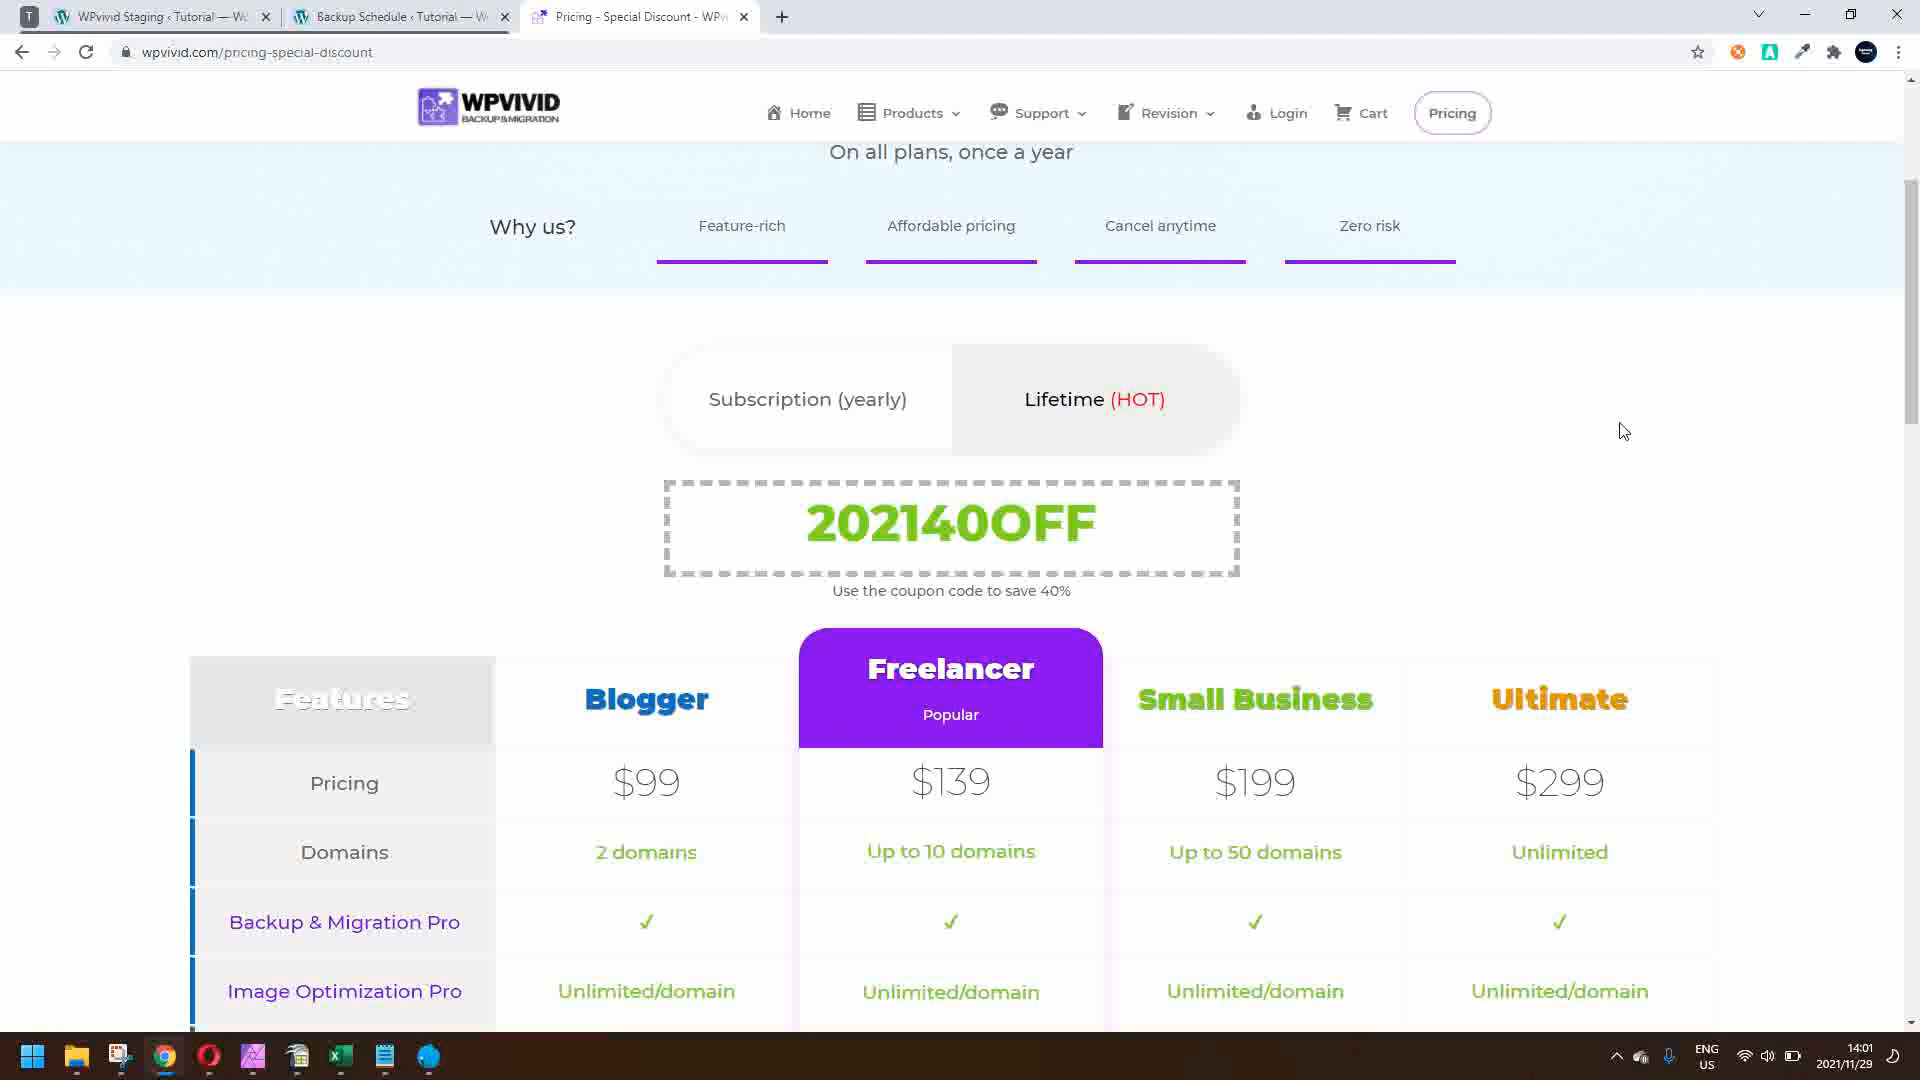 T
WPvivid Staging ‹ Tutorial — W
Backup Schedule ‹ Tutorial — W
Pricing - Special Discount - WPv
wpvivid.com/pricing-special-discount
WPVIVID
BACKUP & MIGRATION
Home
Products
Support
Revision
Login
Cart
Pricing
On all plans, once a year
Why us?
Feature-rich
Affordable pricing
Cancel anytime
Zero risk
Subscription (yearly)
Lifetime (HOT)
202140OFF
Use the coupon code to save 40%
Features
Blogger
Freelancer
Popular
Small Business
Ultimate
Pricing
$99
$139
$199
$299
Domains
2 domains
Up to 10 domains
Up to 50 domains
Unlimited
Backup & Migration Pro
✓
✓
✓
✓
Image Optimization Pro
Unlimited/domain
Unlimited/domain
Unlimited/domain
Unlimited/domain
ENG
US
14:01
2021/11/29